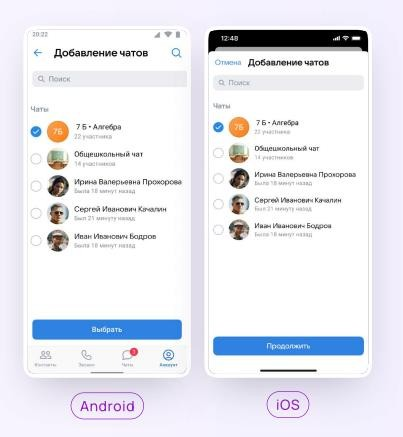 20:22
Добавление чатов
Поиск
Чаты
7Б
7 Б • Алгебра
22 участника
Общешкольный чат
14 участников
Ирина Валерьевна Прохорова
Была 18 минут назад
Сергей Иванович Качалин
Был 21 минуту назад
Иван Иванович Бодров
Была 18 минут назад
Выбрать
Контакты
Звонки
Чаты
Аккаунт
Android
12:48
Отмена
Добавление чатов
Поиск
Чаты
7Б
7 Б • Алгебра
22 участника
Общешкольный чат
14 участников
Ирина Валерьевна Прохорова
Была 18 минут назад
Сергей Иванович Качалин
Был 21 минуту назад
Иван Иванович Бодров
Была 18 минут назад
Продолжить
iOS